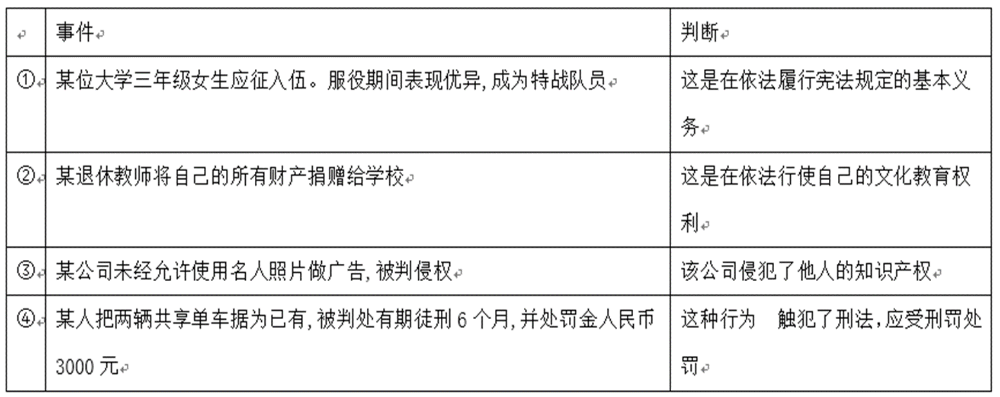 事件 判断
① 某位大学三年级女生应征入伍。服役期间表现优异,成为特战队员 这是在依法履行宪法规定的基本义
务
② 某退休教师将自己的所有财产捐赠给学校 这是在依法行使自己的文化教育权
利
③ 某公司未经允许使用名人照片做广告,被判侵权 该公司侵犯了他人的知识产权
④ 某人把两辆共享单车据为已有,被判处有期徒刑6个月,并处罚金人民币 这种行为 触犯了刑法,应受刑罚处
3000元 罚